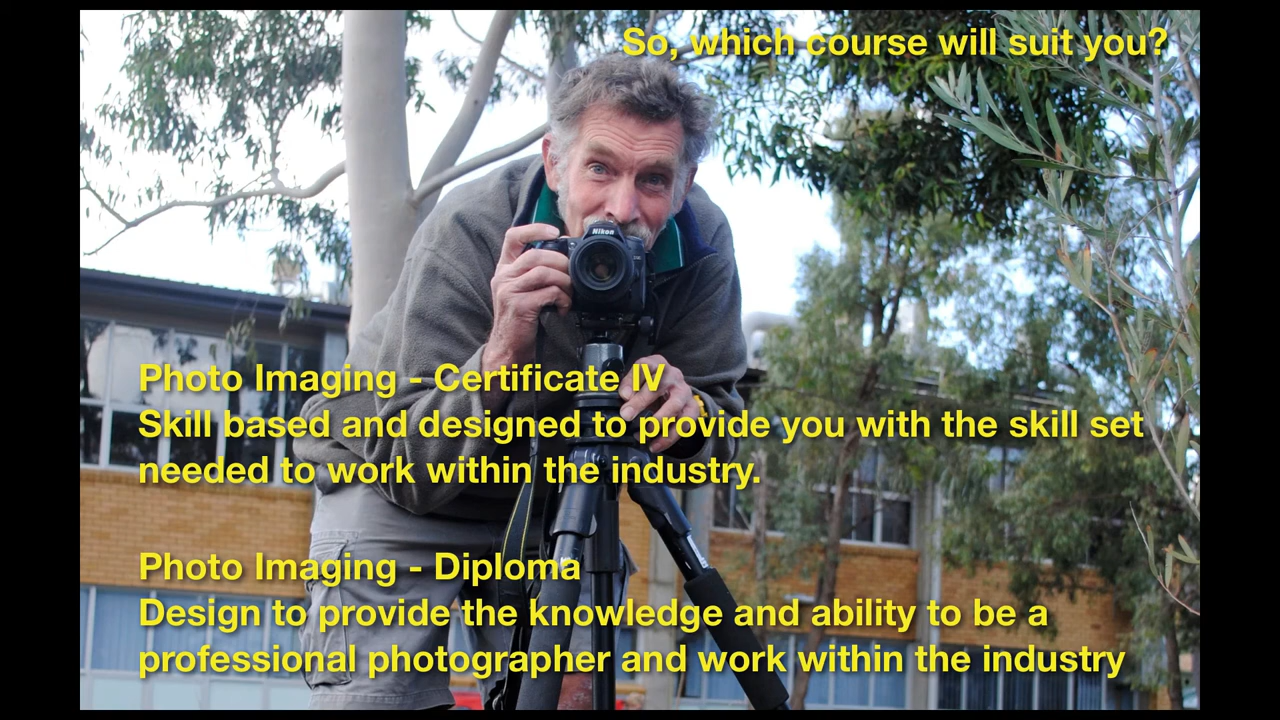 So, which course will suit you?
Nikon
Photo Imaging - Certificate IV
Skill based and designed to provide you with the skill set
needed to work within the industry.
Photo Imaging - Diploma
Design to provide the knowledge and ability to be a
professional photographer and work within the industry